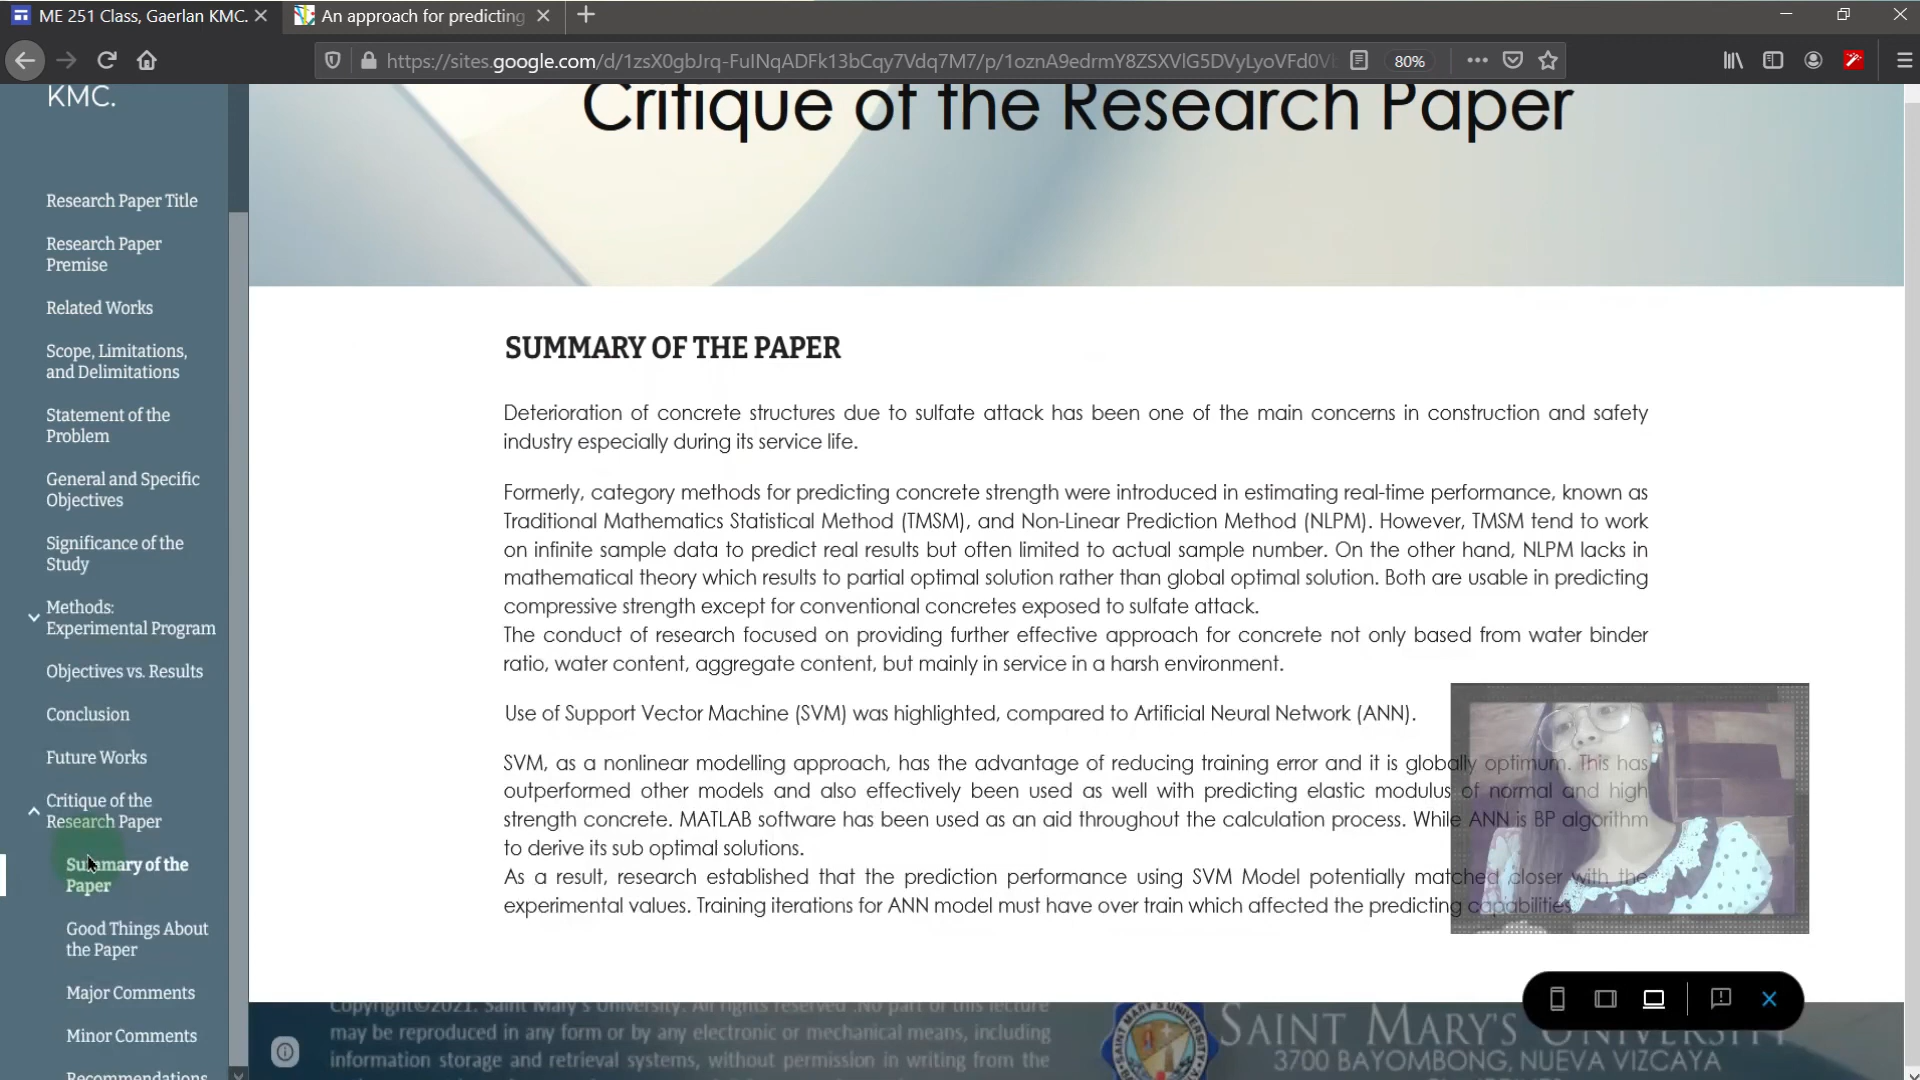 ME 251 Class, Gaerlan KMC.
An approach for predicting
https://sites.google.com/d/1zsX0gbJrq-FuINqADFk13bCqy7Vdq7M7/p/1oznA9edrmY8ZSXVlG5DVyLyoVFd0V
80%
KMC.
Critique of the Research Paper
Research Paper Title
Research Paper
Premise
Related Works
Scope, Limitations,
and Delimitations
Statement of the
Problem
General and Specific
Objectives
Significance of the
Study
Methods:
Experimental Program
Objectives vs. Results
Conclusion
Future Works
Critique of the
Research Paper
Summary of the
Paper
Good Things About
the Paper
Major Comments
Minor Comments
Recommendations
SUMMARY OF THE PAPER
Deterioration of concrete structures due to sulfate attack has been one of the main concerns in construction and safety
industry especially during its service life.
Formerly, category methods for predicting concrete strength were introduced in estimating real-time performance, known as
Traditional Mathematics Statistical Method (TMSM), and Non-Linear Prediction Method (NLPM). However, TMSM tend to work
on infinite sample data to predict real results but often limited to actual sample number. On the other hand, NLPM lacks in
mathematical theory which results to partial optimal solution rather than global optimal solution. Both are usable in predicting
compressive strength except for conventional concretes exposed to sulfate attack.
The conduct of research focused on providing further effective approach for concrete not only based from water binder
ratio, water content, aggregate content, but mainly in service in a harsh environment.
Use of Support Vector Machine (SVM) was highlighted, compared to Artificial Neural Network (ANN).
SVM, as a nonlinear modelling approach, has the advantage of reducing training error and it is globally optimum. This has
outperformed other models and also effectively been used as well with predicting elastic modulus of normal and high
strength concrete. MATLAB software has been used as an aid throughout the calculation process. While ANN is BP algorithm
to derive its sub optimal solutions.
As a result, research established that the prediction performance using SVM Model potentially matched closer with the
experimental values. Training iterations for ANN model must have over train which affected the predicting capabilities
Copyright©2021. Saint Mary's University. All rights reserved. No part of this lecture
may be reproduced in any form or by any electronic or mechanical means, including
information storage and retrieval systems, without permission in writing from the
SAINT MARY'S UNIVERSITY
3700 BAYOMBONG, NUEVA VIZCAYA